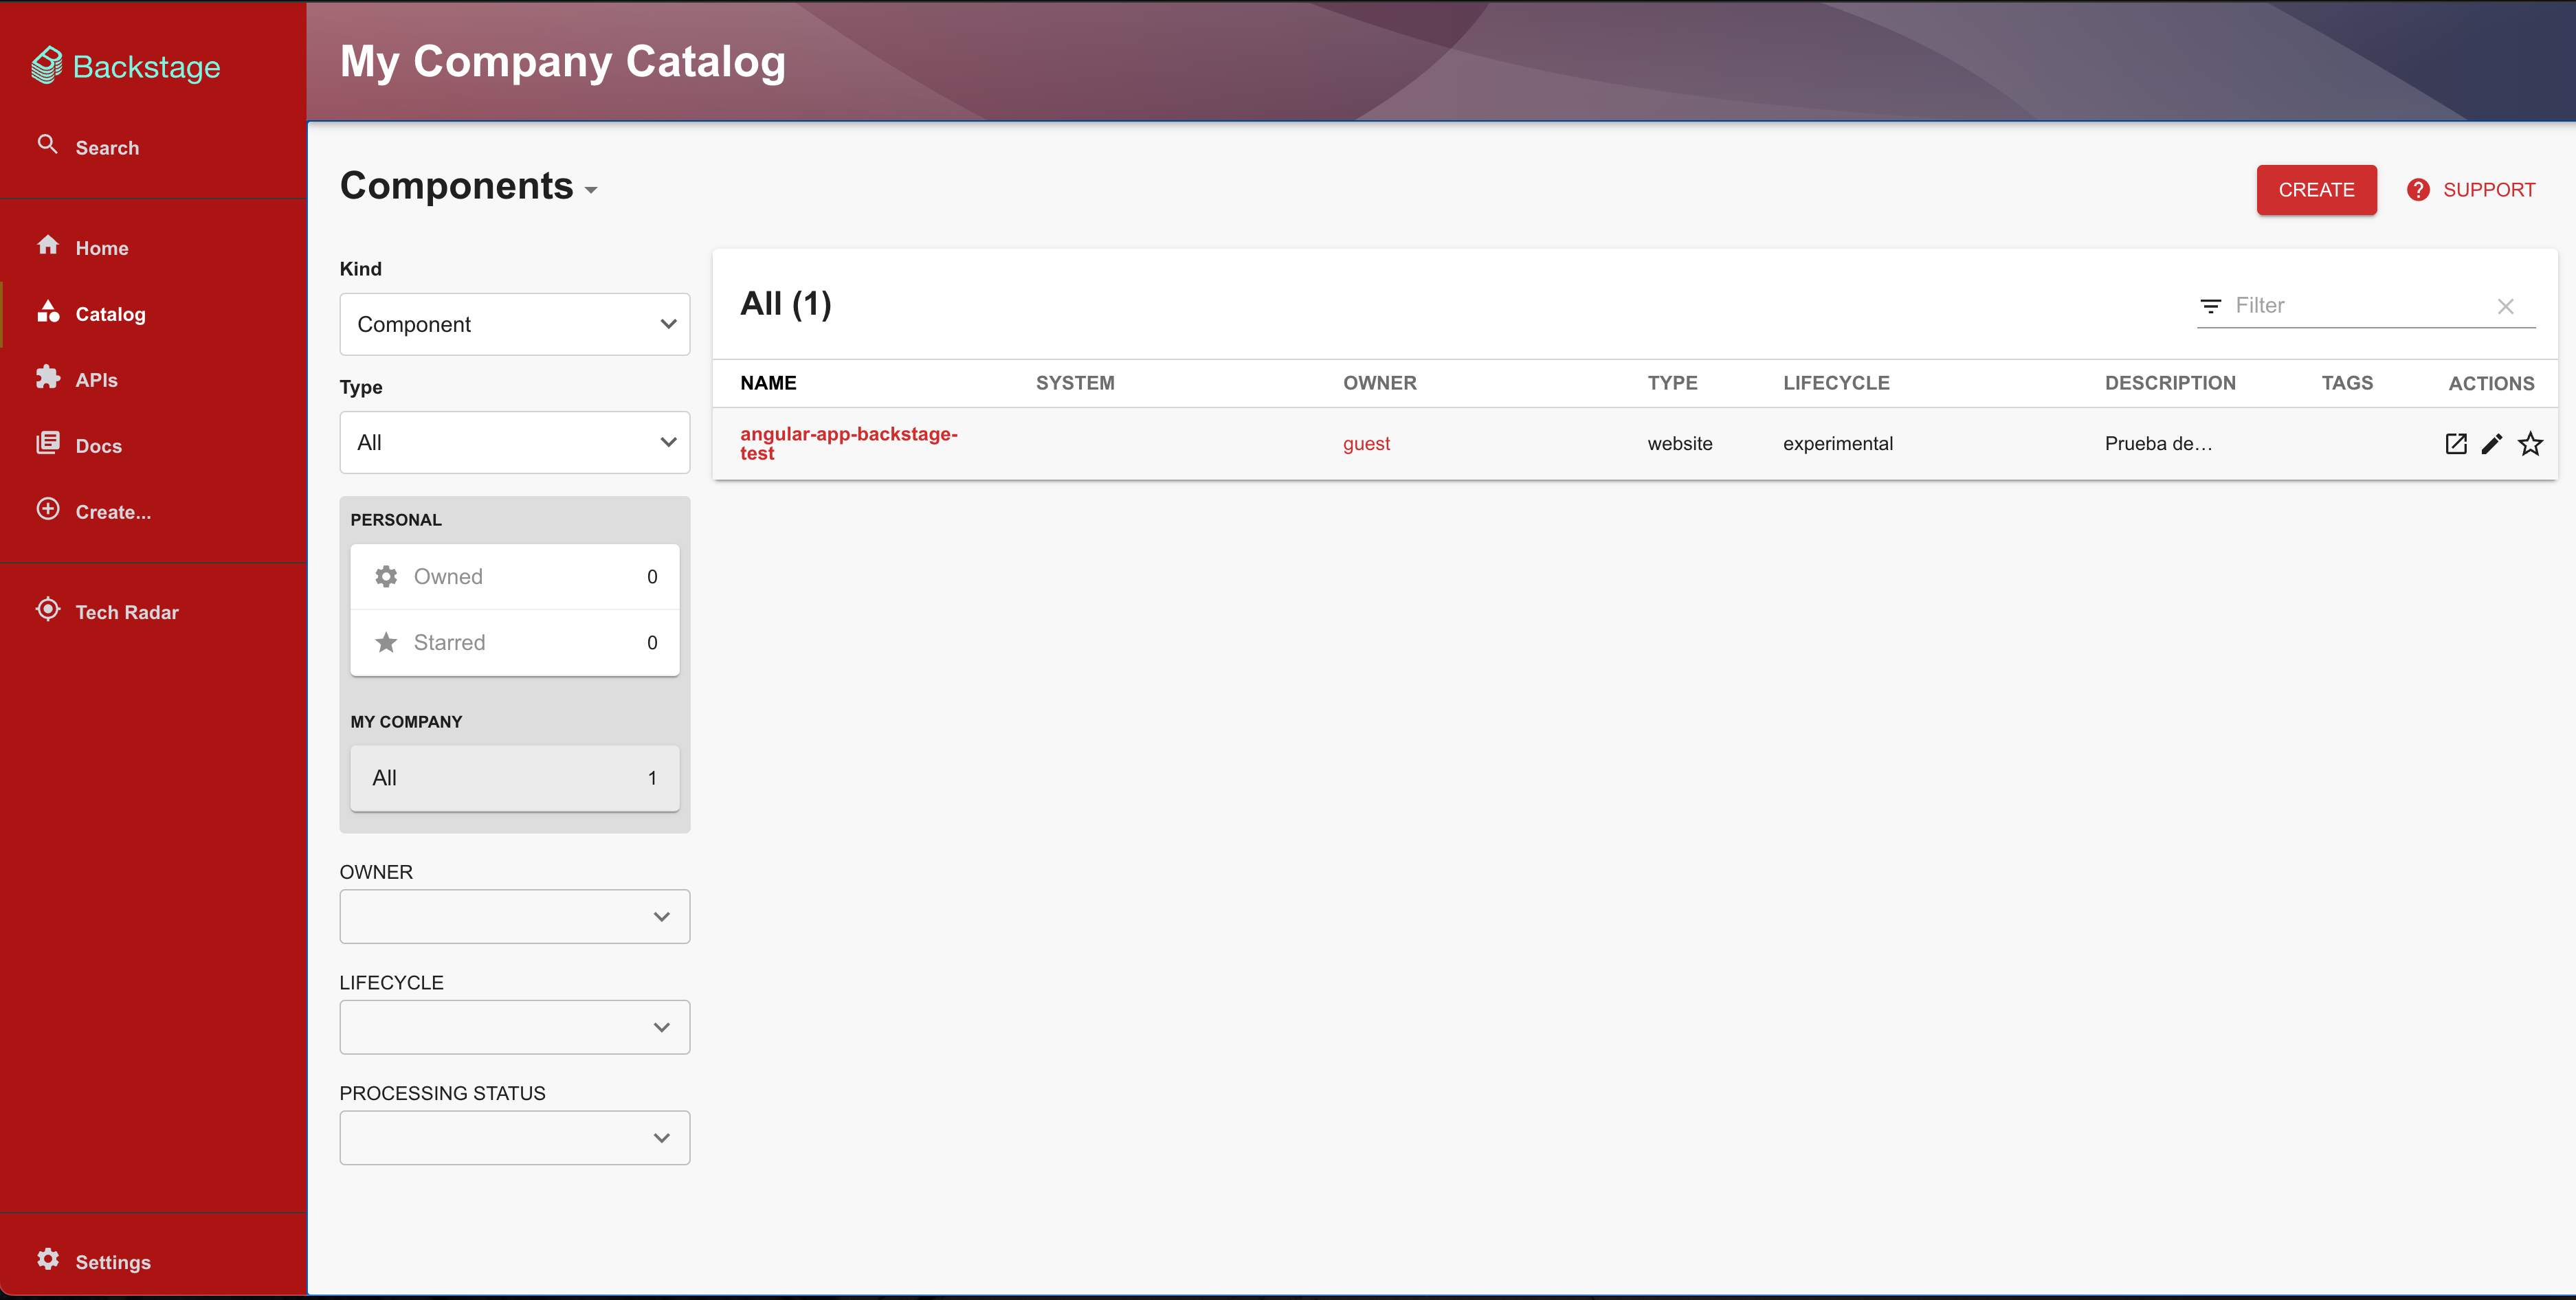 Backstage
Search
Home
Catalog
APIs
Docs
Create...
Tech Radar
Settings
My Company Catalog
Components
CREATE
SUPPORT
Kind
Component
Type
All
PERSONAL
Owned 0
Starred 0
MY COMPANY
All 1
OWNER
LIFECYCLE
PROCESSING STATUS
All (1)
Filter
NAME SYSTEM OWNER TYPE LIFECYCLE DESCRIPTION TAGS ACTIONS
angular-app-backstage-
test
guest website experimental Prueba de…